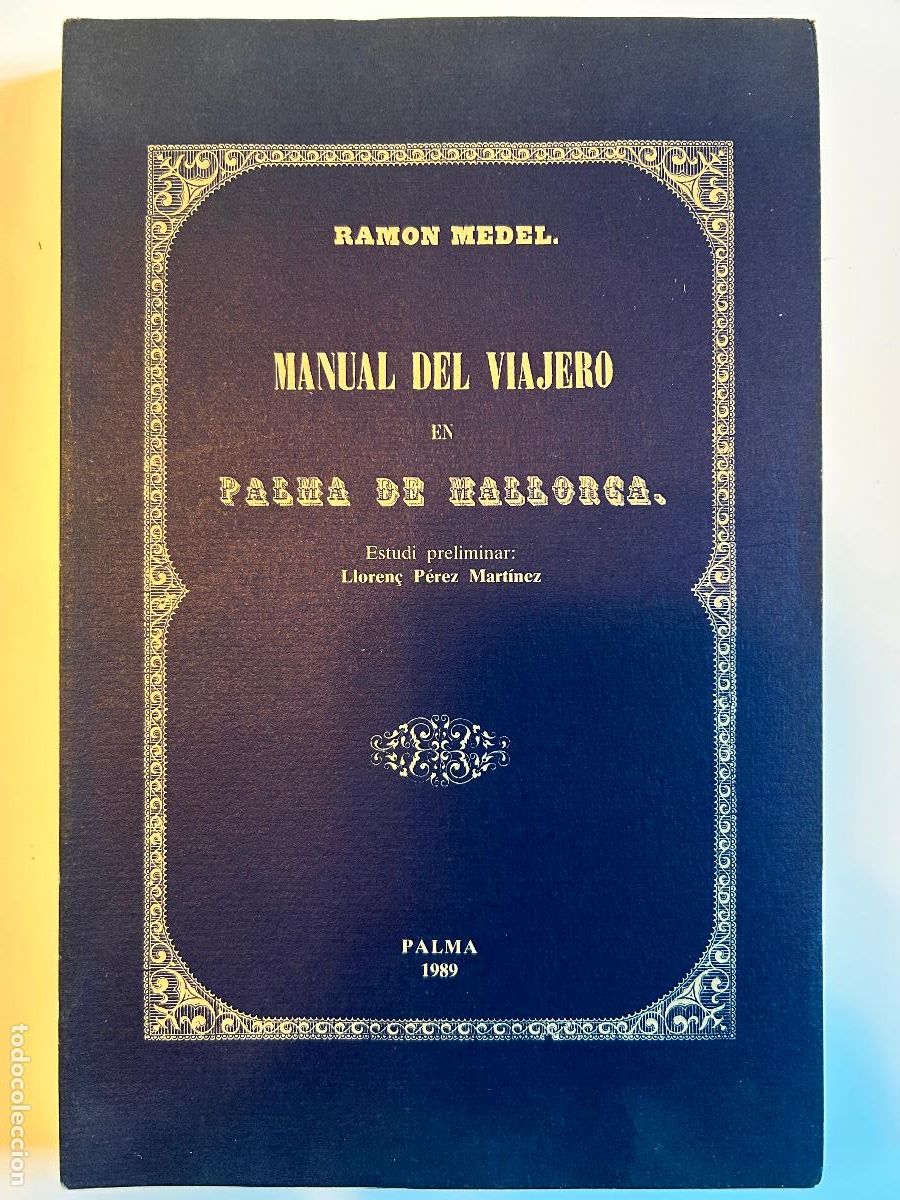 RAMON MEDEL.
MANUAL DEL VIAJERO
EN
PALMA DE MALLORCA.
Estudi preliminar:
Llorenç Pérez Martínez
PALMA
1989
todocoleccion